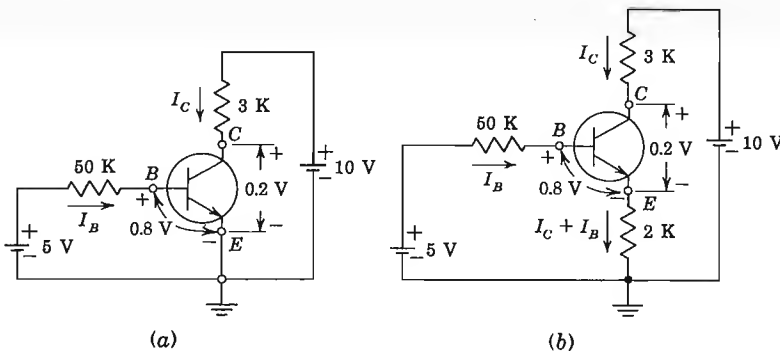 I_C
3 K
C
+
50 K
B
+
10 V
−
0.2 V
I_B
+
0.8 V
−
E
−
+
−
5 V
(a)
I_C
3 K
C
+
50 K
B
+
10 V
−
0.2 V
I_B
+
0.8 V
−
E
−
I_C + I_B
2 K
+
−
5 V
(b)